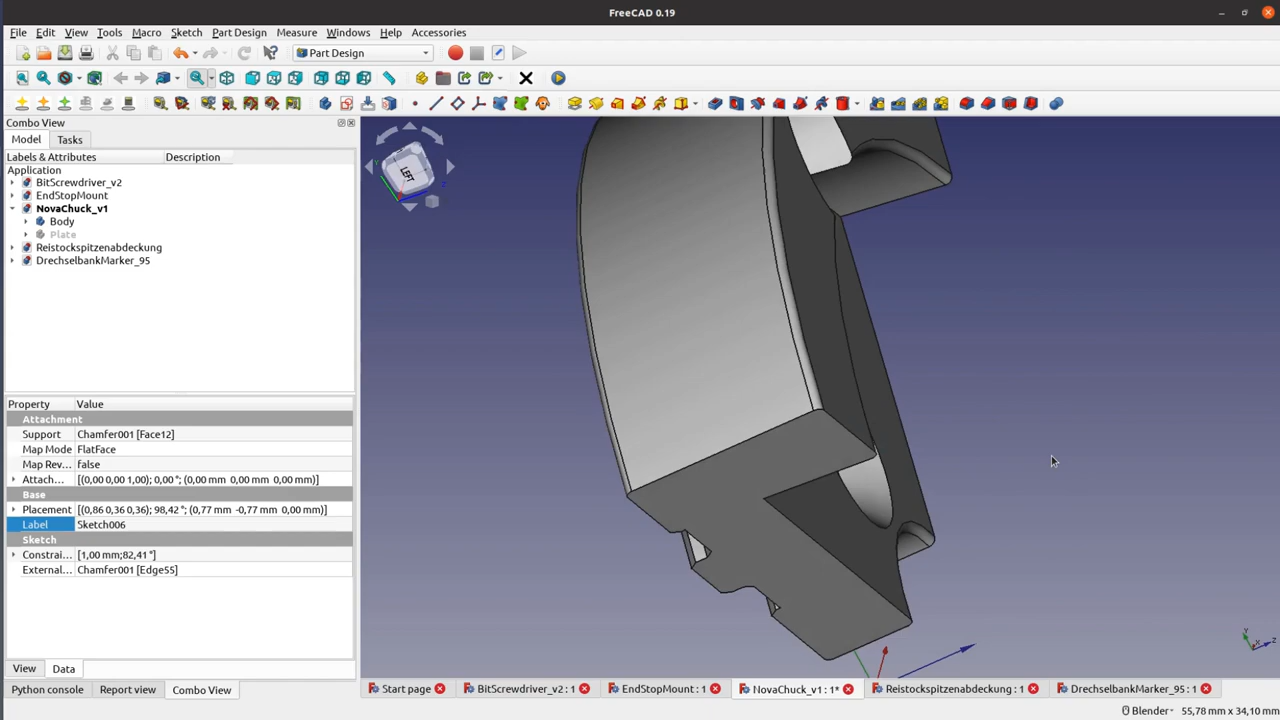 FreeCAD 0.19
File Edit View Tools Macro Sketch Part Design Measure Windows Help Accessories
Part Design
Combo View
Model Tasks
Labels & Attributes Description
Application
BitScrewdriver_v2
EndStopMount
NovaChuck_v1
Body
Plate
Reistockspitzenabdeckung
DrechselbankMarker_95
LEFT
Property Value
Attachment
Support Chamfer001 [Face12]
Map Mode FlatFace
Map Rev... false
Attach... [(0,00 0,00 1,00); 0,00 °; (0,00 mm 0,00 mm 0,00 mm)]
Base
Placement [(0,86 0,36 0,36); 98,42 °; (0,77 mm -0,77 mm 0,00 mm)]
Label Sketch006
Sketch
Constrai... [1,00 mm;82,41 °]
External... Chamfer001 [Edge55]
View Data
Python console Report view Combo View
Start page BitScrewdriver_v2 : 1 EndStopMount : 1 NovaChuck_v1 : 1* Reistockspitzenabdeckung : 1 DrechselbankMarker_95 : 1
Blender 55,78 mm x 34,10 mm